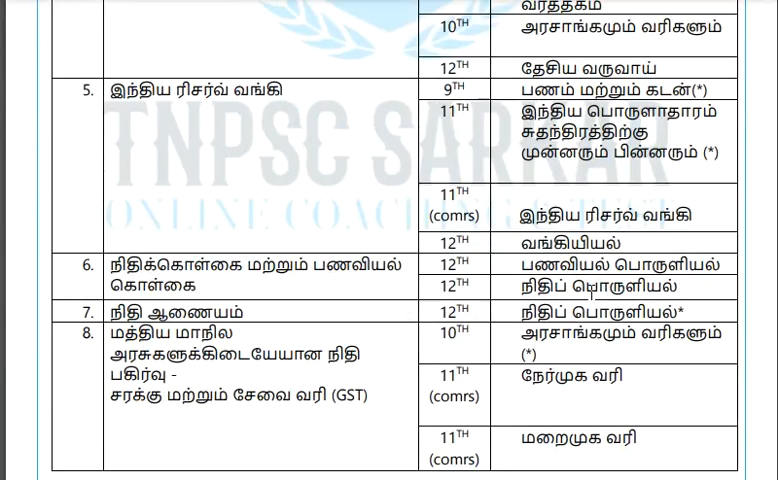 வர்த்தகம்
10TH அரசாங்கமும் வரிகளும்
12TH தேசிய வருவாய்
5. இந்திய ரிசர்வ் வங்கி 9TH பணம் மற்றும் கடன்(*)
11TH இந்திய பொருளாதாரம்
சுதந்திரத்திற்கு
முன்னரும் பின்னரும் (*)
TNPSC SARKAR
11TH
(comrs) இந்திய ரிசர்வ் வங்கி
ONLINE COACHING & TEST
12TH வங்கியியல்
6. நிதிக்கொள்கை மற்றும் பணவியல் 12TH பணவியல் பொருளியல்
கொள்கை 12TH நிதிப் பொருளியல்
7. நிதி ஆணையம் 12TH நிதிப் பொருளியல்*
8. மத்திய மாநில 10TH அரசாங்கமும் வரிகளும்
அரசுகளுக்கிடையேயான நிதி (*)
பகிர்வு - 11TH நேர்முக வரி
சரக்கு மற்றும் சேவை வரி (GST) (comrs)
11TH மறைமுக வரி
(comrs)